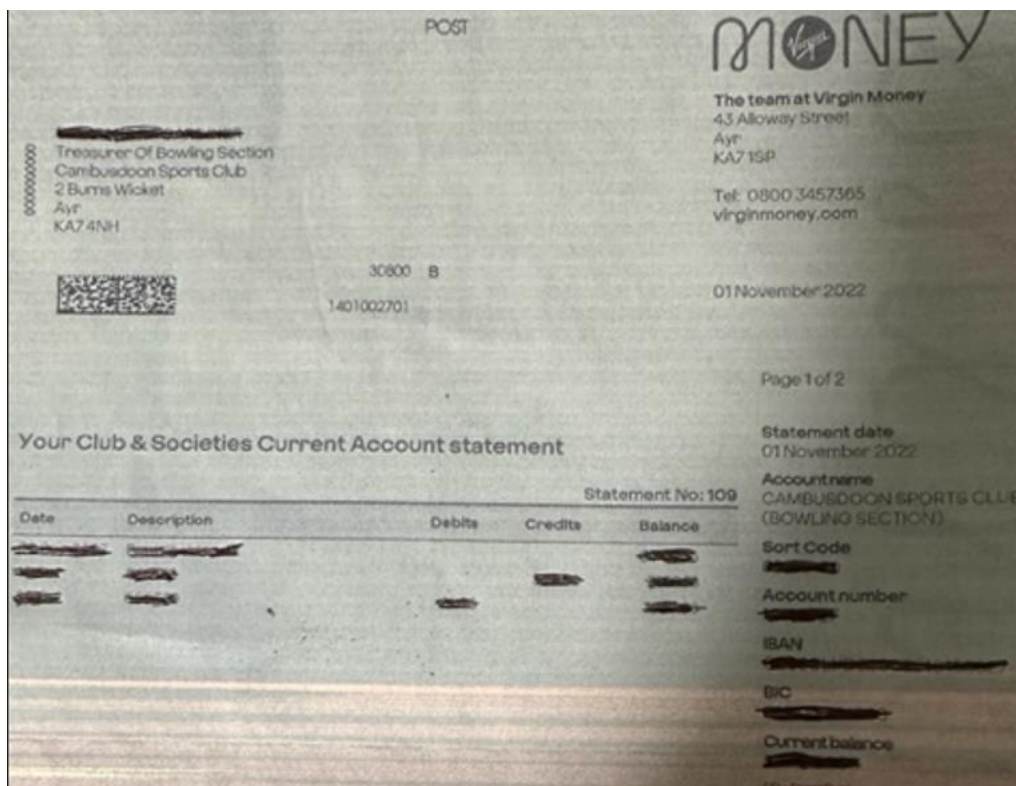 POST
Virgin
MONEY
The team at Virgin Money
43 Alloway Street
Ayr
KA7 1SP
Tel: 0800 3457365
virginmoney.com
Treasurer Of Bowling Section
Cambusdoon Sports Club
2 Burns Wicket
Ayr
KA7 4NH
30800 B
1401002701
01 November 2022
Page 1 of 2
Your Club & Societies Current Account statement
Statement No: 109
Date Description Debits Credits Balance
Statement date
01 November 2022
Account name
CAMBUSDOON SPORTS CLUB
(BOWLING SECTION)
Sort Code
Account number
IBAN
BIC
Current balance